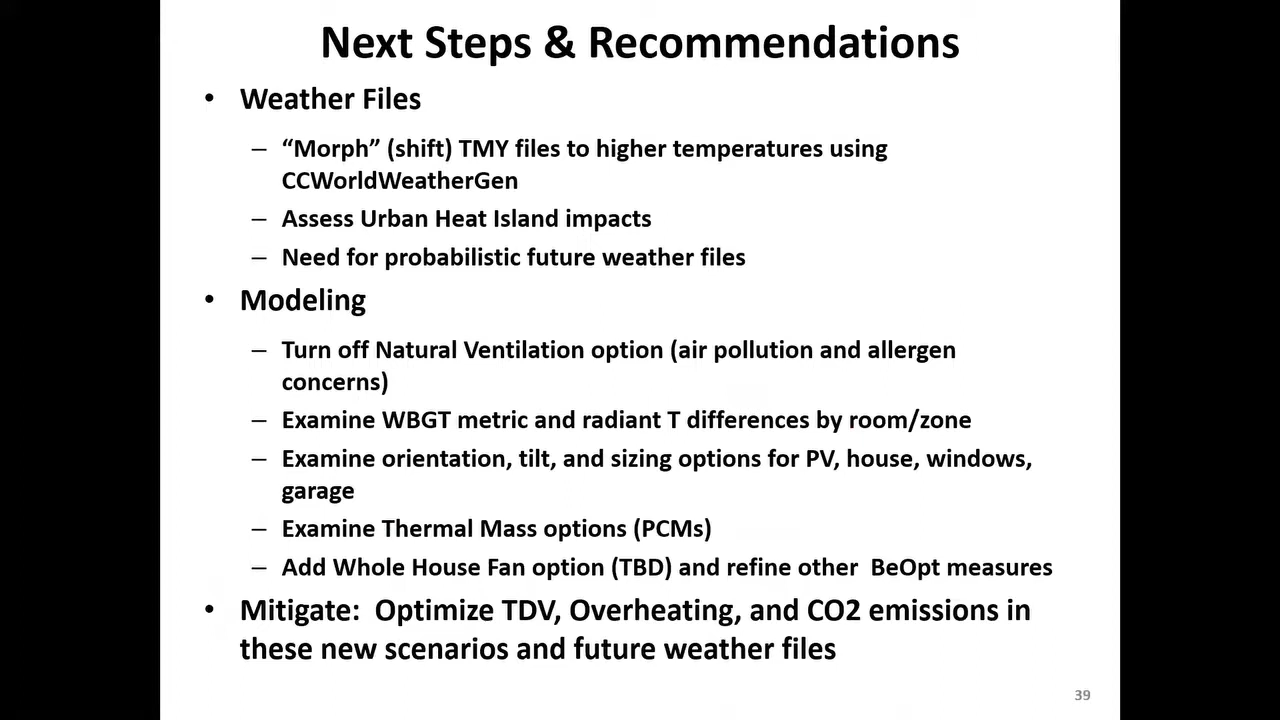 Next Steps & Recommendations
• Weather Files
– “Morph” (shift) TMY files to higher temperatures using
CCWorldWeatherGen
– Assess Urban Heat Island impacts
– Need for probabilistic future weather files
• Modeling
– Turn off Natural Ventilation option (air pollution and allergen
concerns)
– Examine WBGT metric and radiant T differences by room/zone
– Examine orientation, tilt, and sizing options for PV, house, windows,
garage
– Examine Thermal Mass options (PCMs)
– Add Whole House Fan option (TBD) and refine other  BeOpt measures
• Mitigate:  Optimize TDV, Overheating, and CO2 emissions in
these new scenarios and future weather files
39